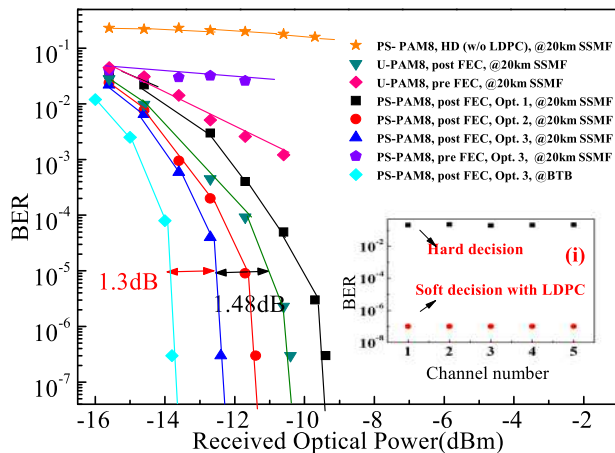 PS- PAM8, HD (w/o LDPC), @20km SSMF
U-PAM8, post FEC, @20km SSMF
U-PAM8, pre FEC, @20km SSMF
PS-PAM8, post FEC, Opt. 1, @20km SSMF
PS-PAM8, post FEC, Opt. 2, @20km SSMF
PS-PAM8, post FEC, Opt. 3, @20km SSMF
PS-PAM8, pre FEC, Opt. 3, @20km SSMF
PS-PAM8, post FEC, Opt. 3, @BTB
10^-1
10^-2
10^-3
10^-4
10^-5
10^-6
10^-7
BER
1.3dB
1.48dB
-16 -14 -12 -10 -8 -6 -4 -2
Received Optical Power(dBm)
(i)
Hard decision
Soft decision with LDPC
10^-2
10^-4
10^-6
10^-8
BER
1 2 3 4 5
Channel number